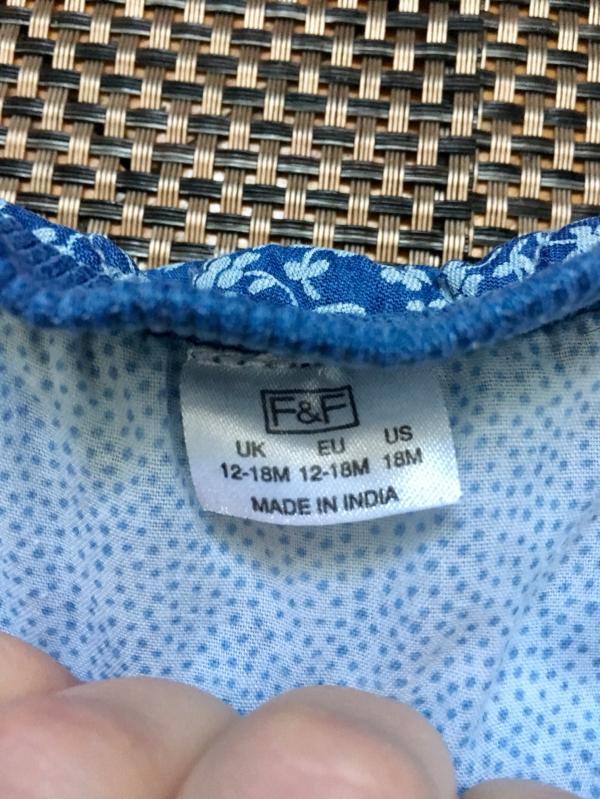 F&F
UK EU US
12-18M 12-18M 18M
MADE IN INDIA